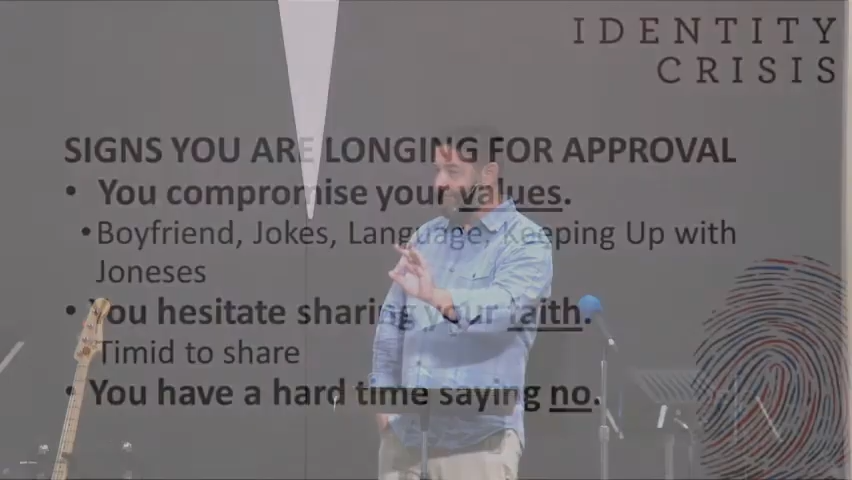 IDENTITY
CRISIS
SIGNS YOU ARE LONGING FOR APPROVAL
• You compromise your values.
• Boyfriend, Jokes, Language, Keeping Up with
Joneses
• You hesitate sharing your faith.
Timid to share
• You have a hard time saying no.